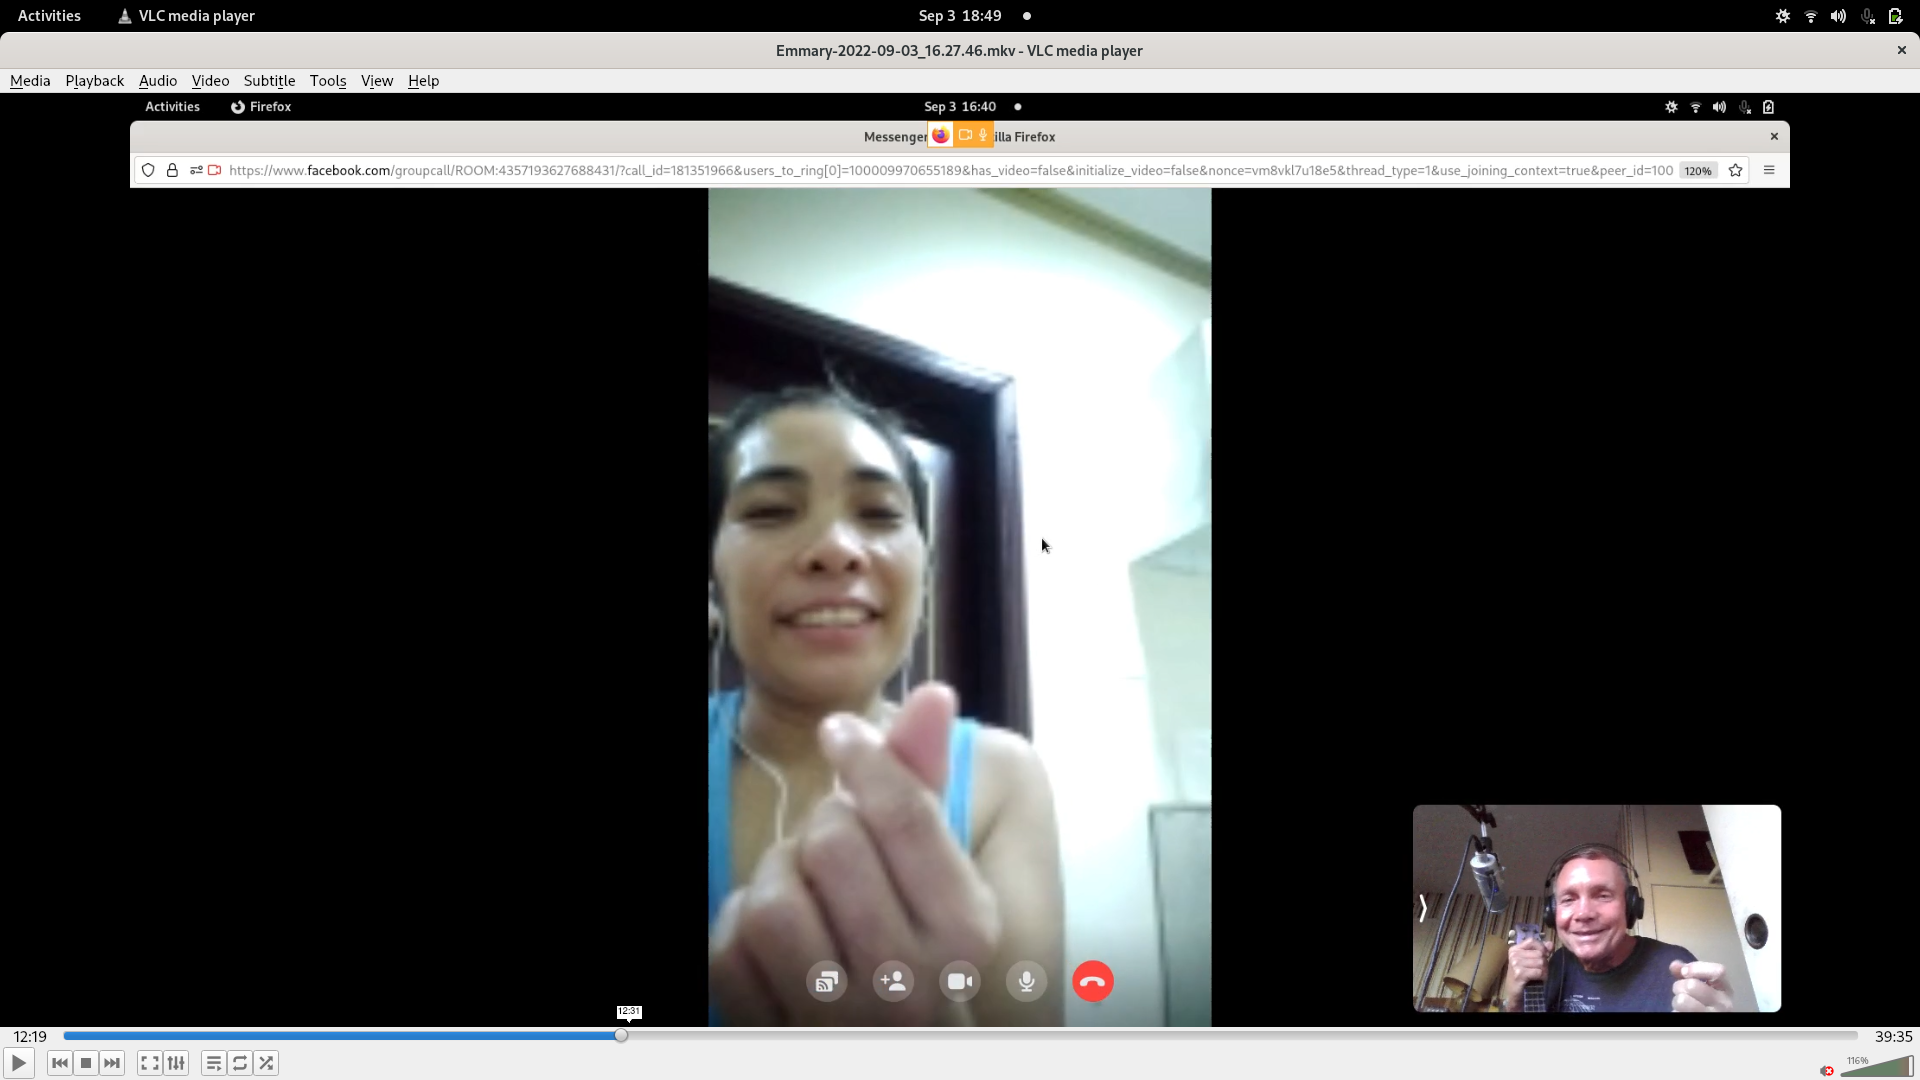 Activities VLC media player Sep 3 18:49
Emmary-2022-09-03_16.27.46.mkv - VLC media player
Media Playback Audio Video Subtitle Tools View Help
Activities Firefox Sep 3 16:40
Messenger illa Firefox
https://www.facebook.com/groupcall/ROOM:4357193627688431/?call_id=181351966&users_to_ring[0]=100009970655189&has_video=false&initialize_video=false&nonce=vm8vkl7u18e5&thread_type=1&use_joining_context=true&peer_id=100 120%
12:31
12:19 39:35
116%